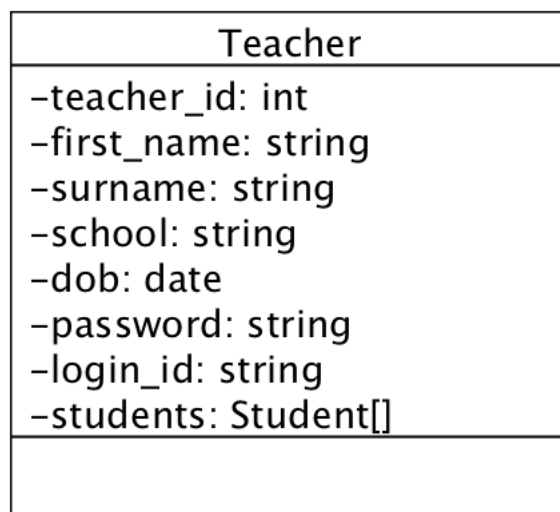 Teacher
-teacher_id: int
-first_name: string
-surname: string
-school: string
-dob: date
-password: string
-login_id: string
-students: Student[]